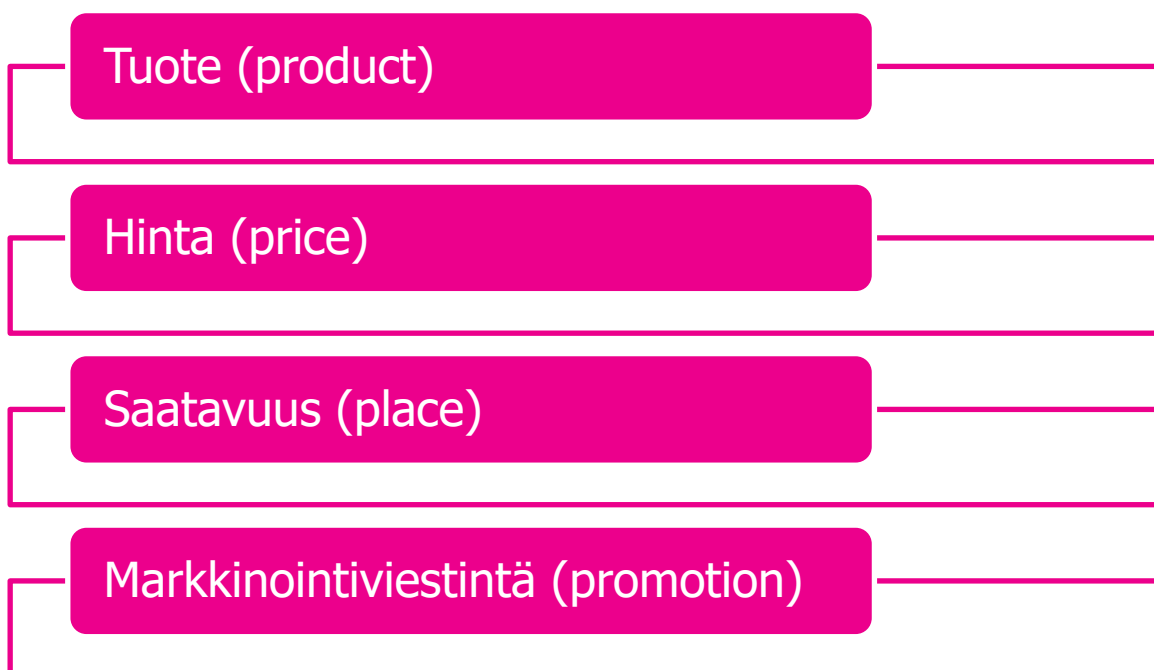 Tuote (product)
Hinta (price)
Saatavuus (place)
Markkinointiviestintä (promotion)